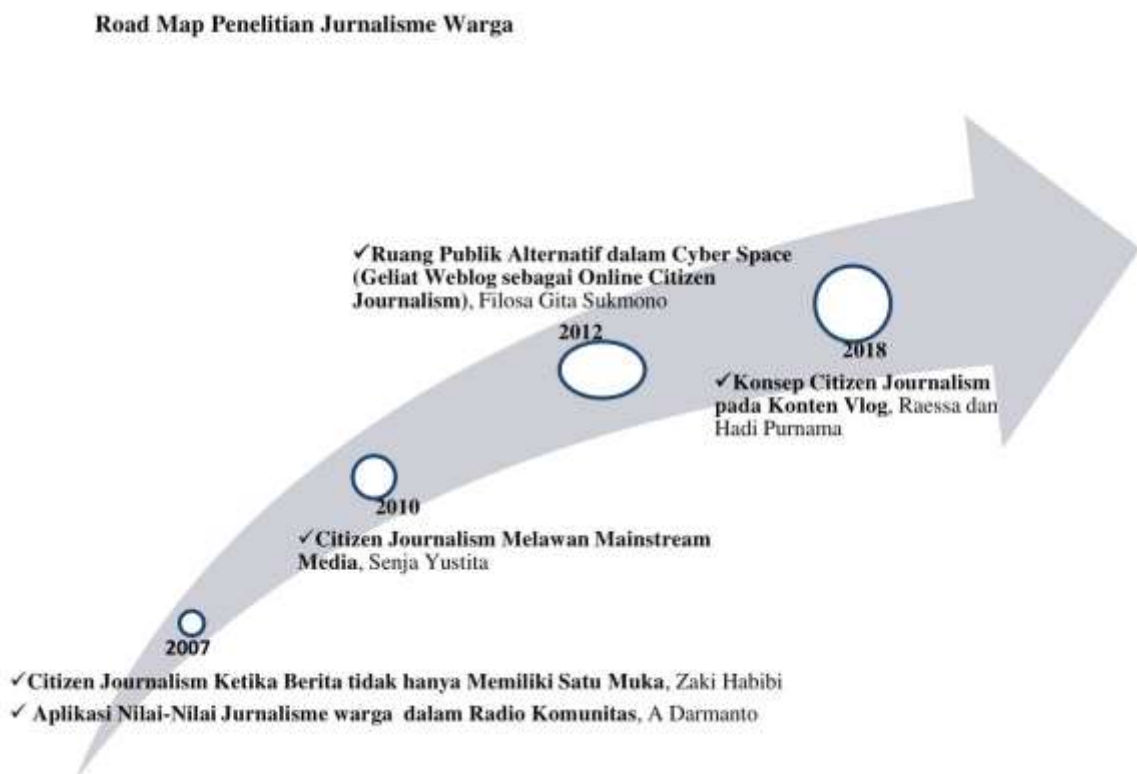 Road Map Penelitian Jurnalisme Warga
✓Ruang Publik Alternatif dalam Cyber Space
(Geliat Weblog sebagai Online Citizen
Journalism), Filosa Gita Sukmono
2012
2018
✓Konsep Citizen Journalism
pada Konten Vlog, Raessa dan
Hadi Purnama
2010
✓Citizen Journalism Melawan Mainstream
Media, Senja Yustita
2007
✓Citizen Journalism Ketika Berita tidak hanya Memiliki Satu Muka, Zaki Habibi
✓ Aplikasi Nilai-Nilai Jurnalisme warga dalam Radio Komunitas, A Darmanto